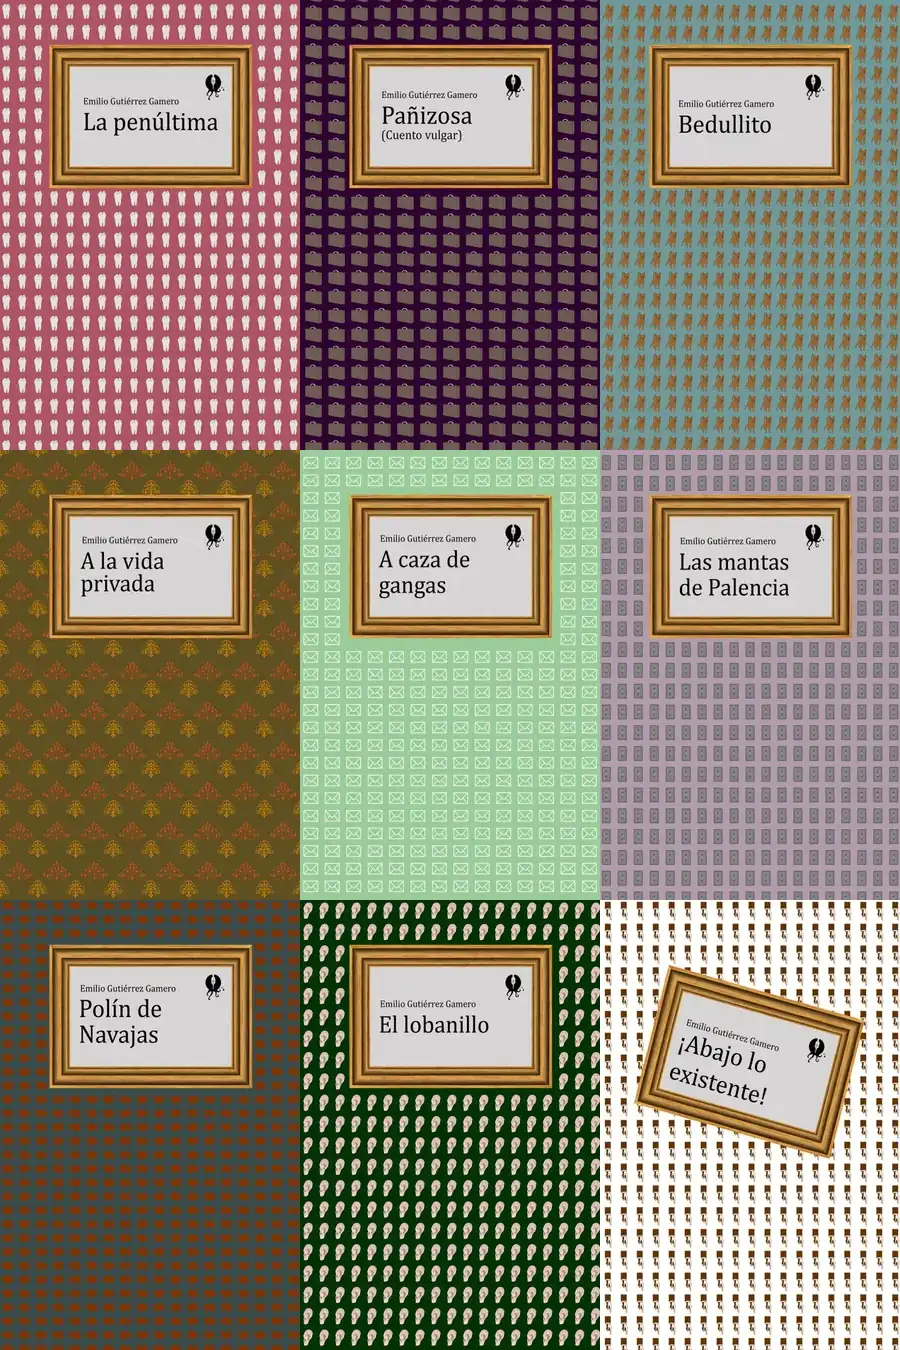 Emilio Gutiérrez Gamero
La penúltima
Emilio Gutiérrez Gamero
Pañizosa
(Cuento vulgar)
Emilio Gutiérrez Gamero
Bedullito
Emilio Gutiérrez Gamero
A la vida
privada
Emilio Gutiérrez Gamero
A caza de
gangas
Emilio Gutiérrez Gamero
Las mantas
de Palencia
Emilio Gutiérrez Gamero
Polín de
Navajas
Emilio Gutiérrez Gamero
El lobanillo
Emilio Gutiérrez Gamero
¡Abajo lo
existente!